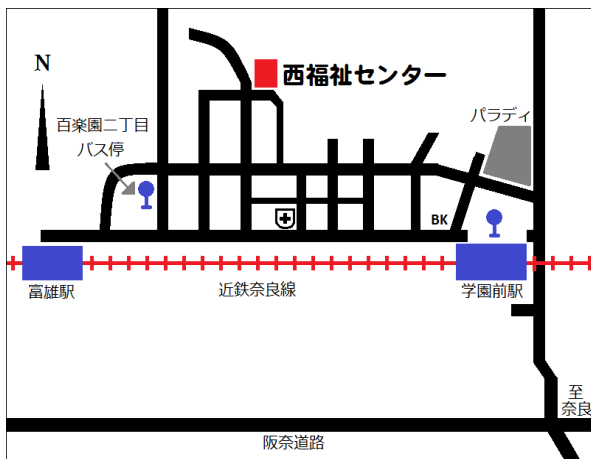 N
西福祉センター
パラディ
百楽園二丁目
バス停
BK
富雄駅
近鉄奈良線
学園前駅
至
奈良
阪奈道路